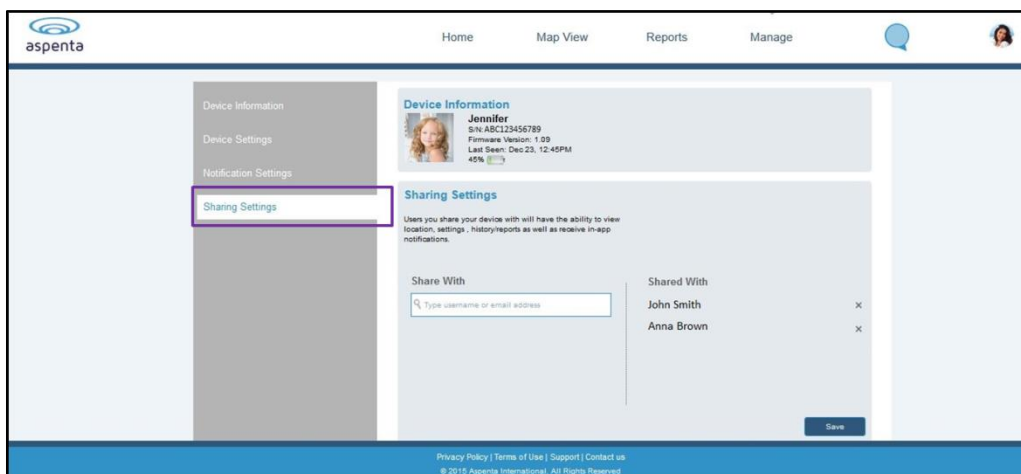 aspenta
Home Map View Reports Manage
Device Information
Device Settings
Notification Settings
Sharing Settings
Device Information
Jennifer
S/N: ABC123456789
Firmware Version: 1.09
Last Seen: Dec 23, 12:45PM
45%
Sharing Settings
Users you share your device with will have the ability to view
location, settings , history/reports as well as receive in-app
notifications.
Share With
Type username or email address
Shared With
John Smith ×
Anna Brown ×
Save
Privacy Policy | Terms of Use | Support | Contact us
© 2015 Aspenta International. All Rights Reserved